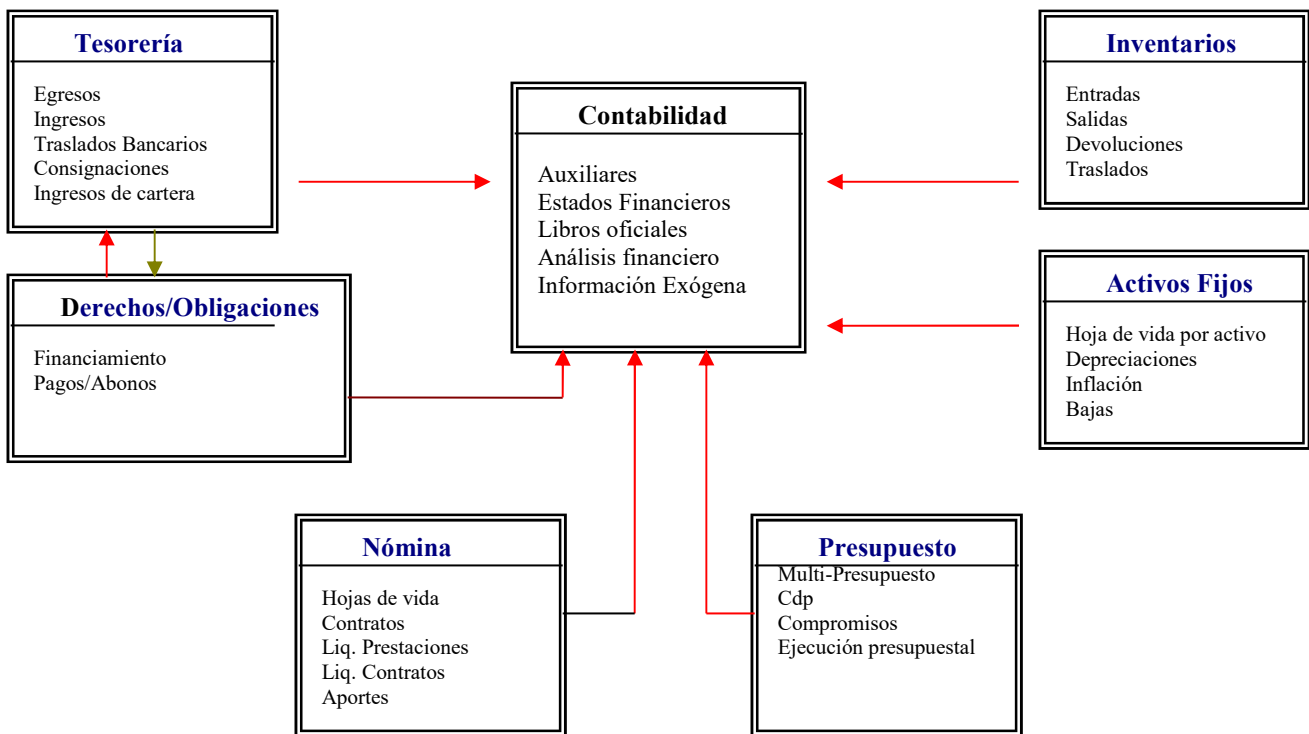 Tesorería
Egresos
Ingresos
Traslados Bancarios
Consignaciones
Ingresos de cartera
Derechos/Obligaciones
Financiamiento
Pagos/Abonos
Contabilidad
Auxiliares
Estados Financieros
Libros oficiales
Análisis financiero
Información Exógena
Inventarios
Entradas
Salidas
Devoluciones
Traslados
Activos Fijos
Hoja de vida por activo
Depreciaciones
Inflación
Bajas
Nómina
Hojas de vida
Contratos
Liq. Prestaciones
Liq. Contratos
Aportes
Presupuesto
Multi-Presupuesto
Cdp
Compromisos
Ejecución presupuestal